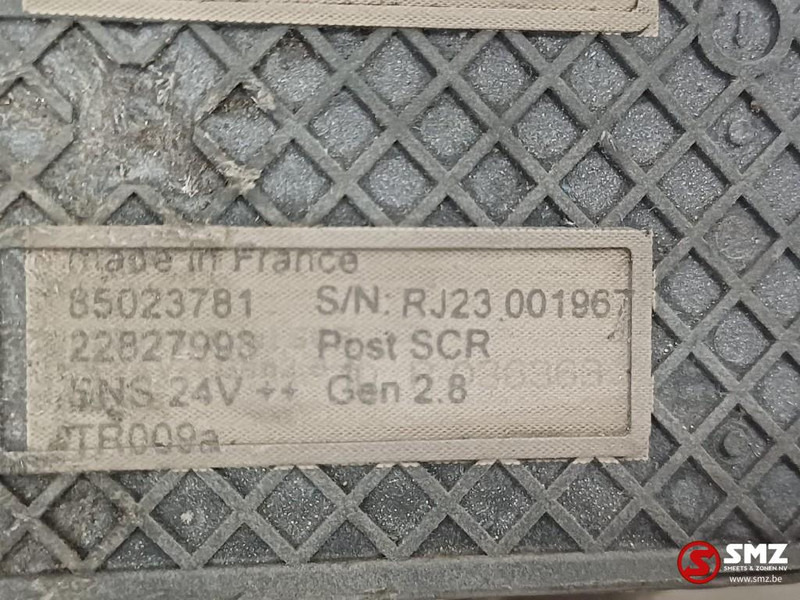 made in France
85023781 S/N: RJ23 001967
22827993 Post SCR
SNS 24V ++ Gen 2.8
TR009a
SMZ
SMEETS & ZONEN NV
www.smz.be